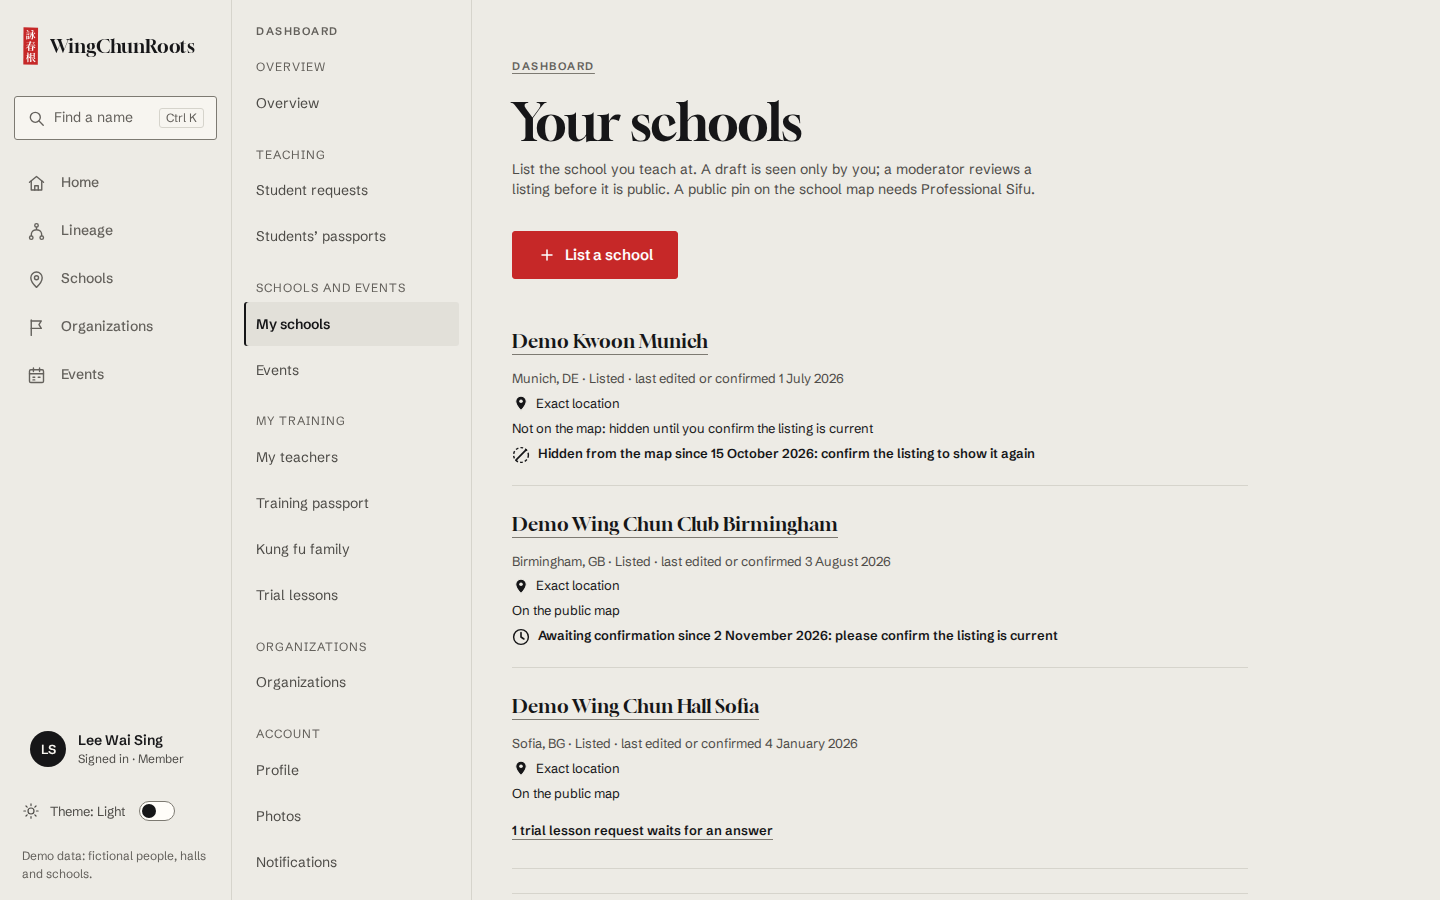 詠春根
WingChunRoots
Find a name
Ctrl K
Home
Lineage
Schools
Organizations
Events
LS
Lee Wai Sing
Signed in · Member
Theme: Light
Demo data: fictional people, halls
and schools.
DASHBOARD
OVERVIEW
Overview
TEACHING
Student requests
Students’ passports
SCHOOLS AND EVENTS
My schools
Events
MY TRAINING
My teachers
Training passport
Kung fu family
Trial lessons
ORGANIZATIONS
Organizations
ACCOUNT
Profile
Photos
Notifications
DASHBOARD
Your schools
List the school you teach at. A draft is seen only by you; a moderator reviews a
listing before it is public. A public pin on the school map needs Professional Sifu.
List a school
Demo Kwoon Munich
Munich, DE · Listed · last edited or confirmed 1 July 2026
Exact location
Not on the map: hidden until you confirm the listing is current
Hidden from the map since 15 October 2026: confirm the listing to show it again
Demo Wing Chun Club Birmingham
Birmingham, GB · Listed · last edited or confirmed 3 August 2026
Exact location
On the public map
Awaiting confirmation since 2 November 2026: please confirm the listing is current
Demo Wing Chun Hall Sofia
Sofia, BG · Listed · last edited or confirmed 4 January 2026
Exact location
On the public map
1 trial lesson request waits for an answer